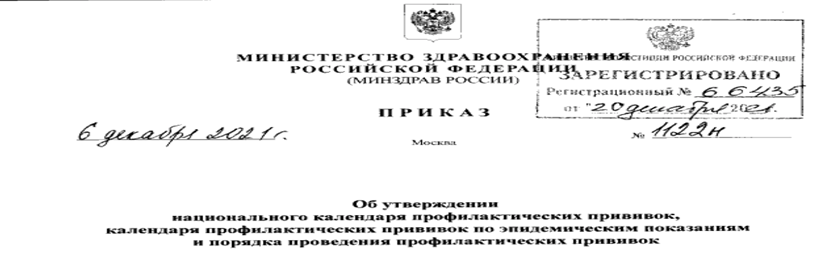 МИНИСТЕРСТВО ЗДРАВООХРАНЕНИЯ
РОССИЙСКОЙ ФЕДЕРАЦИИ
(МИНЗДРАВ РОССИИ)
ЮСТИЦИИ РОССИЙСКОЙ ФЕДЕРАЦИИ
ЗАРЕГИСТРИРОВАНО
Регистрационный № 66435
от "20 декабря 2021.
ПРИКАЗ
6 декабря 2021 г.
Москва
№ 1122н
Об утверждении
национального календаря профилактических прививок,
календаря профилактических прививок по эпидемическим показаниям
и порядка проведения профилактических прививок